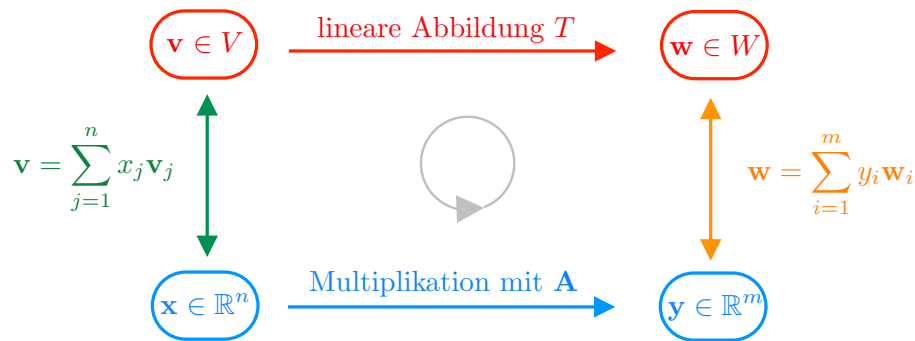 v ∈ V
lineare Abbildung T
w ∈ W
v = ∑_{j=1}^{n} x_j v_j
w = ∑_{i=1}^{m} y_i w_i
x ∈ ℝ^n
Multiplikation mit A
y ∈ ℝ^m